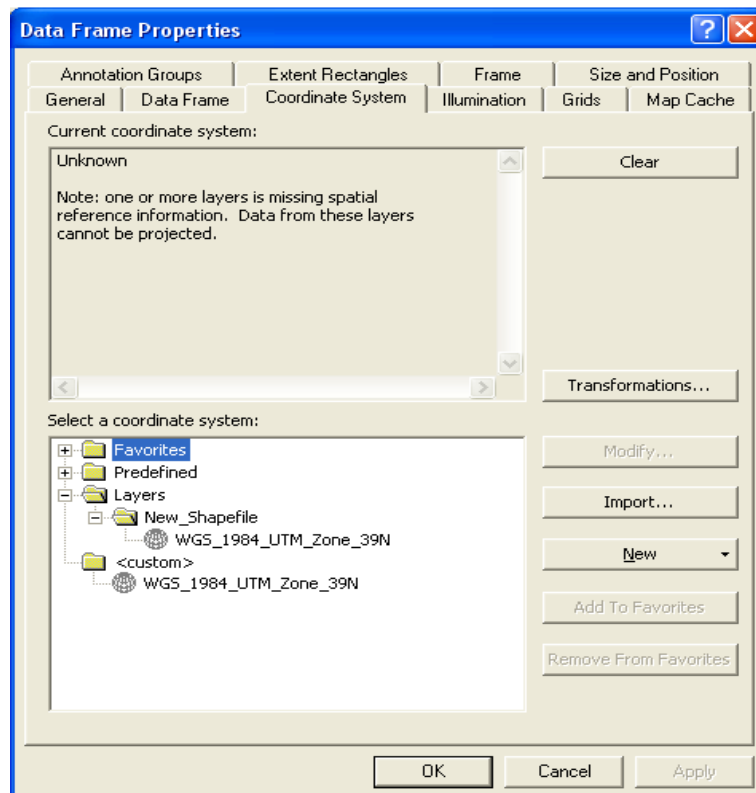 Data Frame Properties
Annotation Groups
Extent Rectangles
Frame
Size and Position
General
Data Frame
Coordinate System
Illumination
Grids
Map Cache
Current coordinate system:
Unknown
Note: one or more layers is missing spatial
reference information.  Data from these layers
cannot be projected.
Clear
Transformations...
Select a coordinate system:
Favorites
Predefined
Layers
New_Shapefile
WGS_1984_UTM_Zone_39N
<custom>
WGS_1984_UTM_Zone_39N
Modify...
Import...
New
Add To Favorites
Remove From Favorites
OK
Cancel
Apply